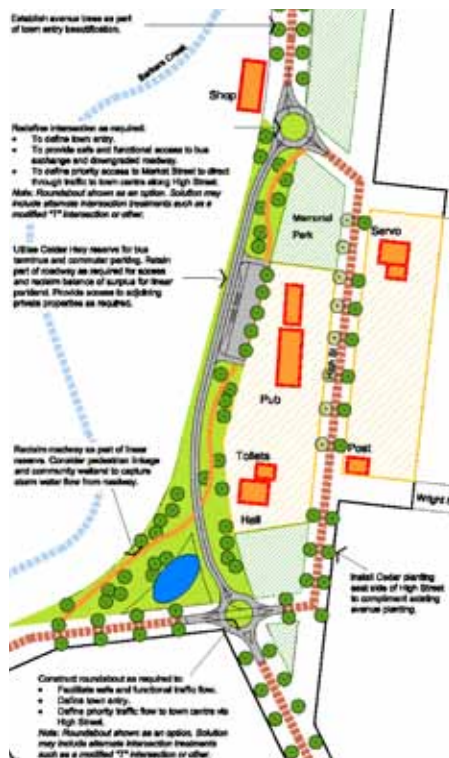 Establish avenue trees as part
of town entry beautification.
Barbers Creek
Shop
Redefine intersection as required:
• To define town entry.
• To provide safe and functional access to bus
exchange and downgraded roadway.
• To define priority access to Market Street to direct
through traffic to town centre along High Street.
Note: Roundabout shown as an option. Solution may
include alternate intersection treatments such as a
modified "T" intersection or other.
Memorial
Park
Servo
Utilise Calder Hwy reserve for bus
terminus and commuter parking. Retain
part of roadway as required for access
and reclaim balance of surplus for linear
parkland. Provide access to adjoining
private properties as required.
High St
Pub
Reclaim roadway as part of linear
reserve. Consider pedestrian linkage
and community wetland to capture
storm water flow from roadway.
Toilets
Post
Hall
Wright S
Install Cedar planting
east side of High Street
to compliment existing
avenue planting.
Construct roundabout as required to:
• Facilitate safe and functional traffic flow.
• Define town entry.
• Define priority traffic flow to town centre via
High Street.
Note: Roundabout shown as an option. Solution
may include alternate intersection treatments
such as a modified "T" intersection or other.